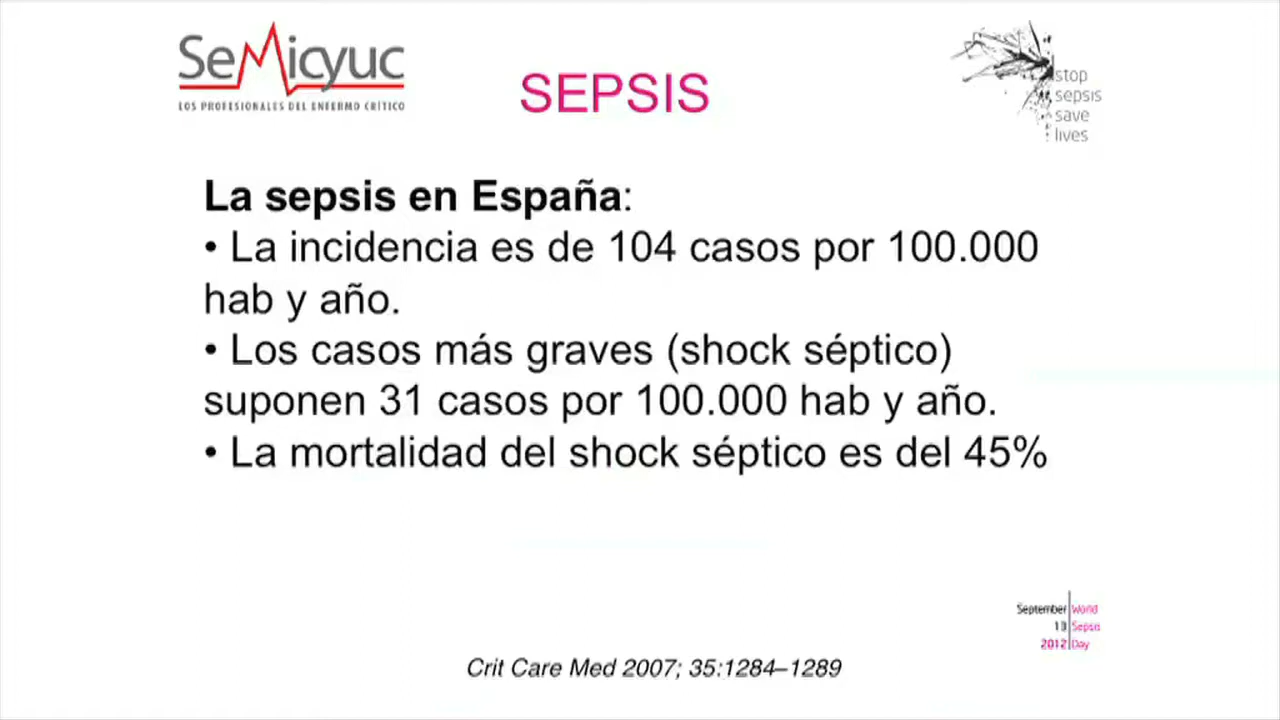 SeMicyuc
LOS PROFESIONALES DEL ENFERMO CRÍTICO
SEPSIS
stop
sepsis
save
lives
La sepsis en España:
• La incidencia es de 104 casos por 100.000
hab y año.
• Los casos más graves (shock séptico)
suponen 31 casos por 100.000 hab y año.
• La mortalidad del shock séptico es del 45%
September World
13 Sepsis
2012 Day
Crit Care Med 2007; 35:1284–1289